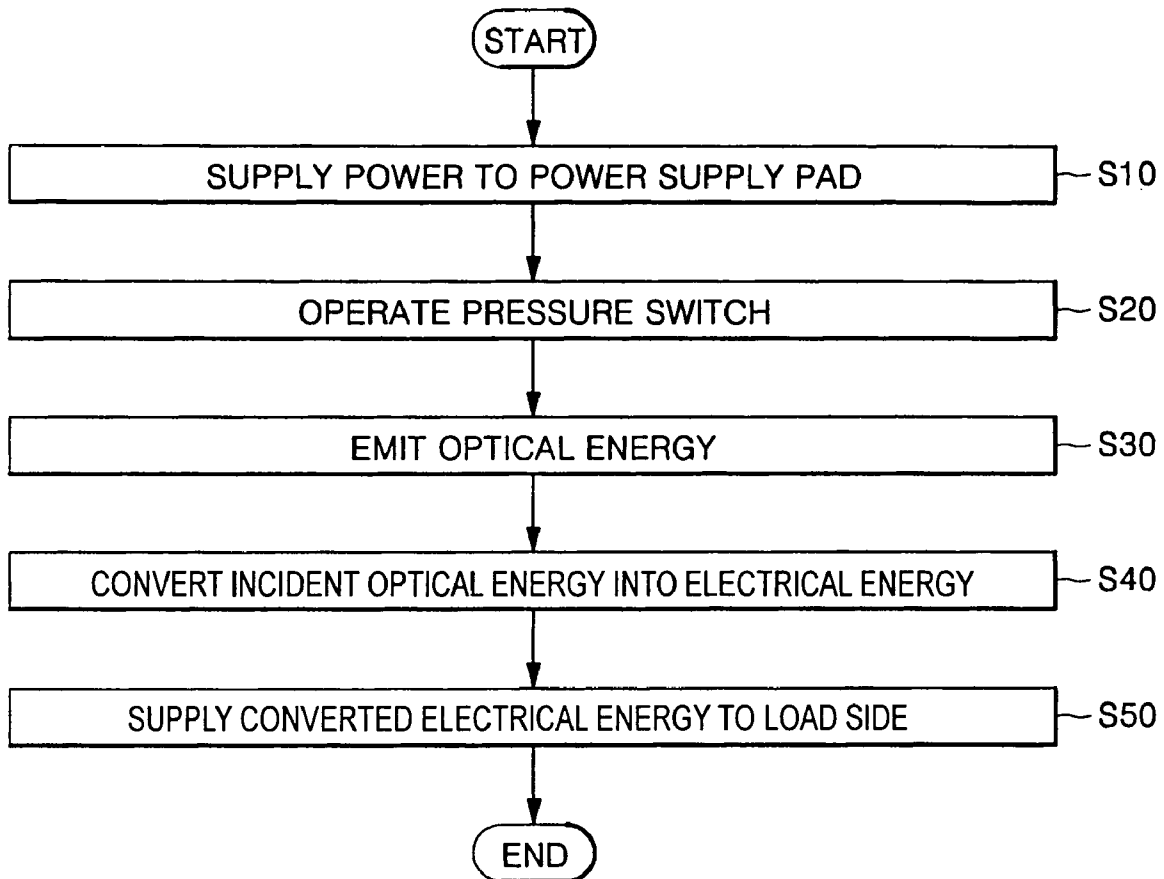 START
SUPPLY POWER TO POWER SUPPLY PAD
S10
OPERATE PRESSURE SWITCH
S20
EMIT OPTICAL ENERGY
S30
CONVERT INCIDENT OPTICAL ENERGY INTO ELECTRICAL ENERGY
S40
SUPPLY CONVERTED ELECTRICAL ENERGY TO LOAD SIDE
S50
END